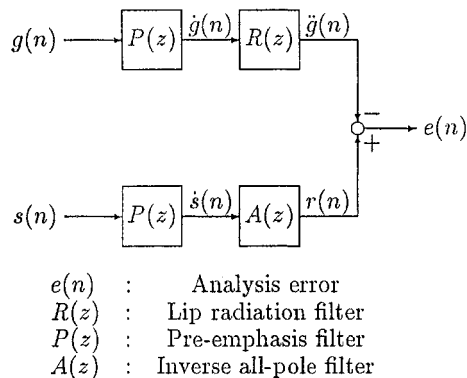 g(n) P(z) ġ(n) R(z) g̈(n)
−
e(n)
+
s(n) P(z) ṡ(n) A(z) r(n)
e(n) : Analysis error
R(z) : Lip radiation filter
P(z) : Pre-emphasis filter
A(z) : Inverse all-pole filter